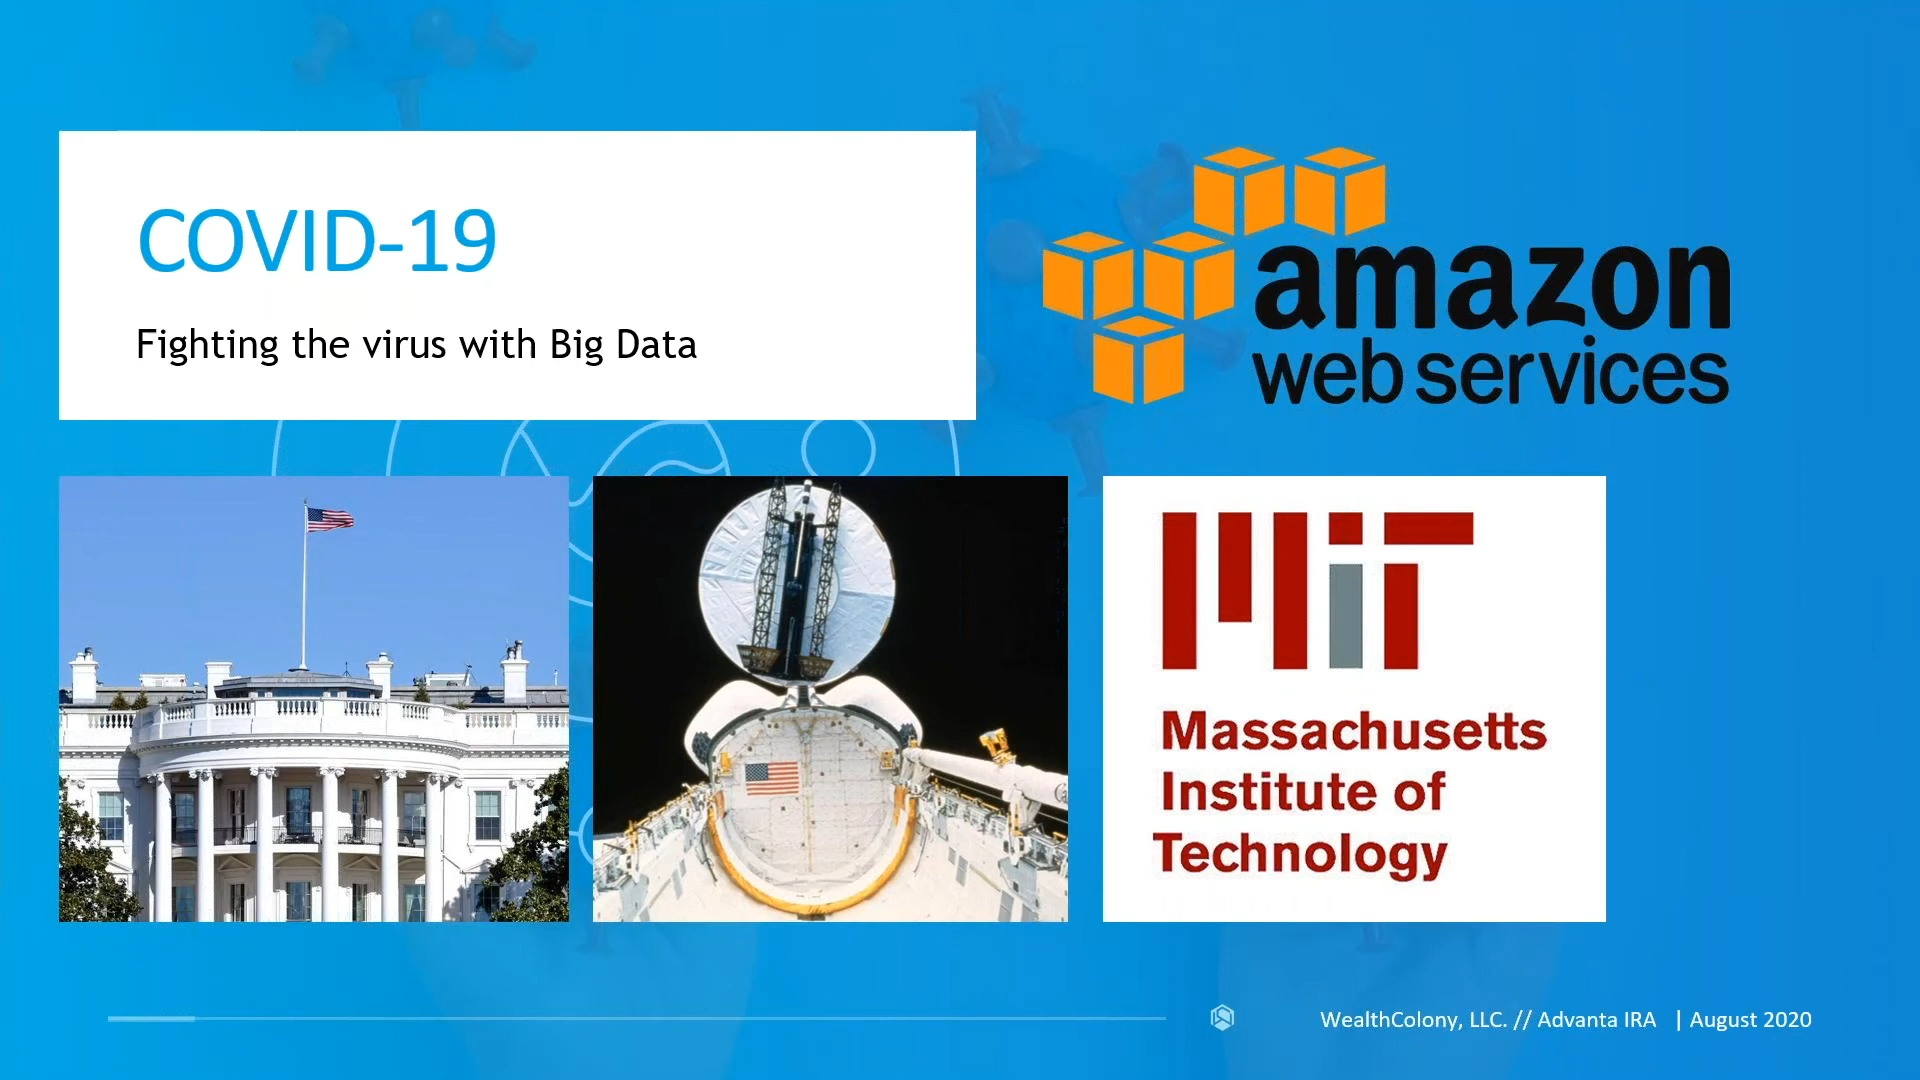 COVID-19
Fighting the virus with Big Data
amazon
web services
MIT
Massachusetts
Institute of
Technology
WealthColony, LLC. // Advanta IRA | August 2020